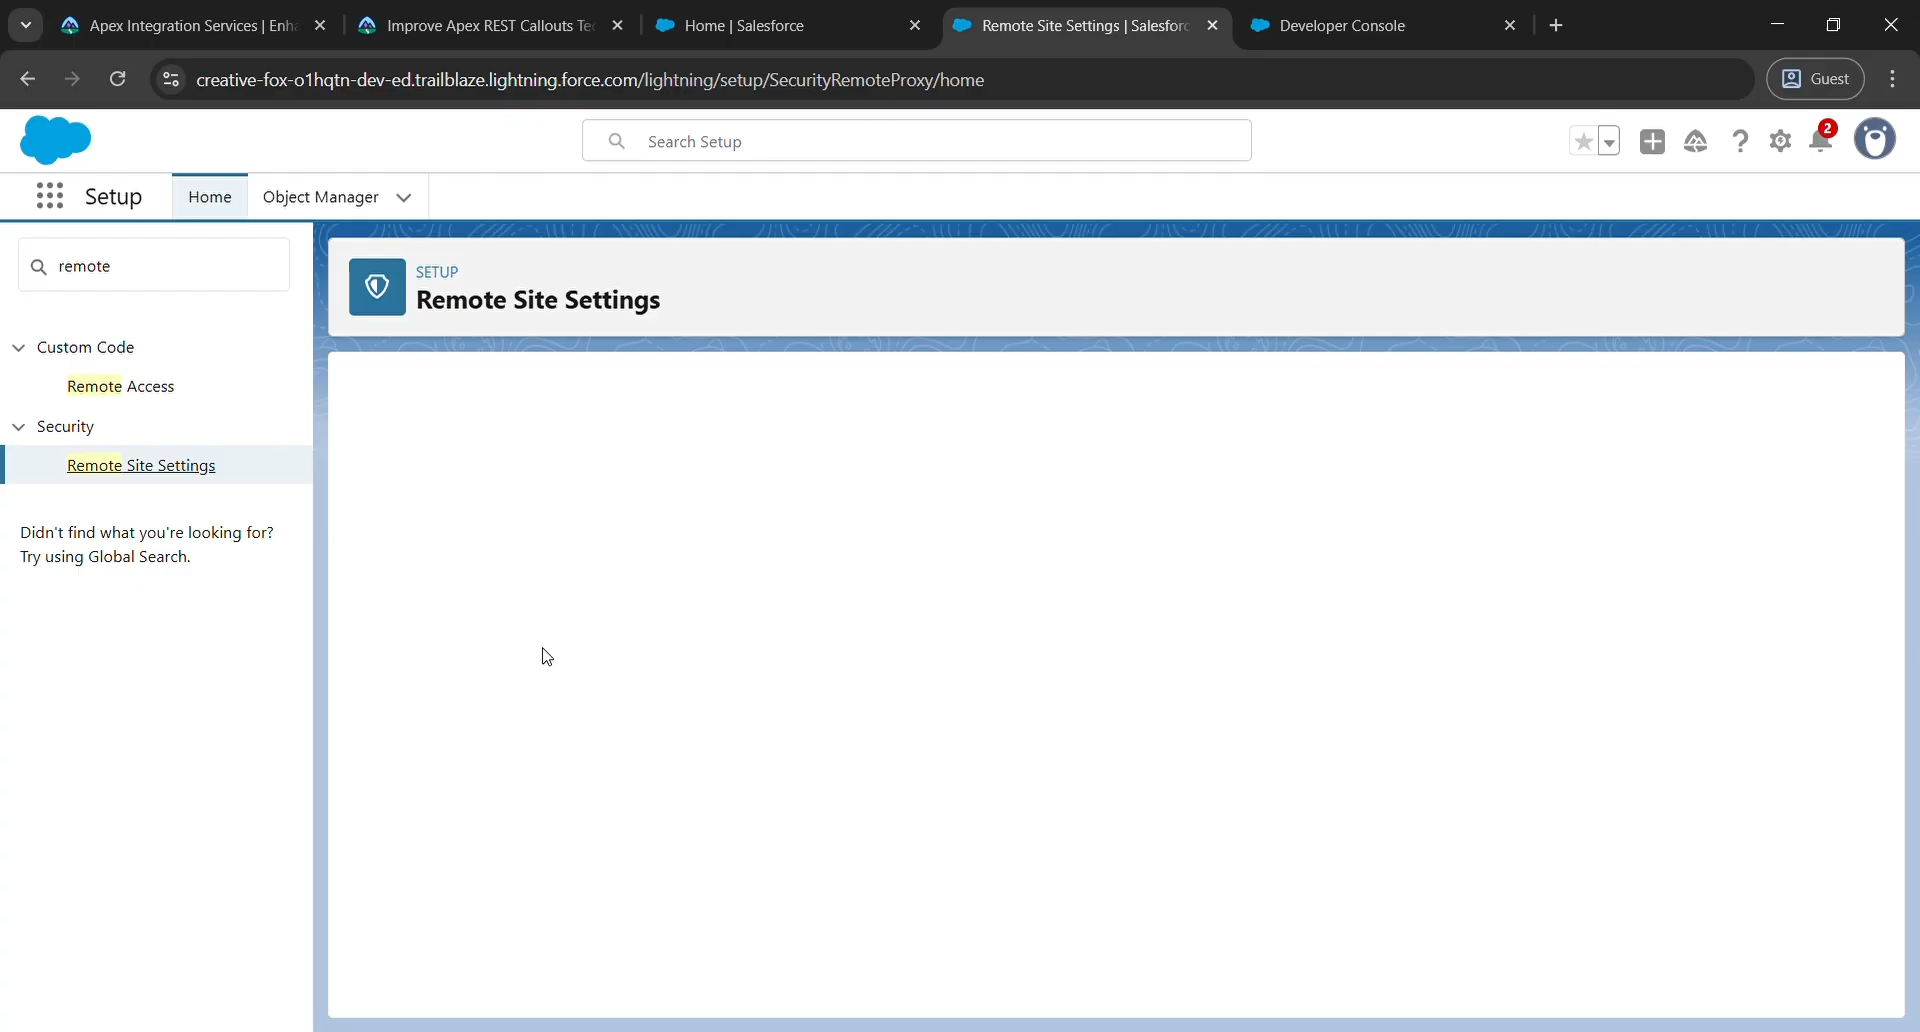 Apex Integration Services | Enha
Improve Apex REST Callouts Tec
Home | Salesforce
Remote Site Settings | Salesforc
Developer Console
creative-fox-o1hqtn-dev-ed.trailblaze.lightning.force.com/lightning/setup/SecurityRemoteProxy/home
Guest
Search Setup
2
Setup
Home
Object Manager
remote
SETUP
Remote Site Settings
Custom Code
Remote Access
Security
Remote Site Settings
Didn't find what you're looking for?
Try using Global Search.